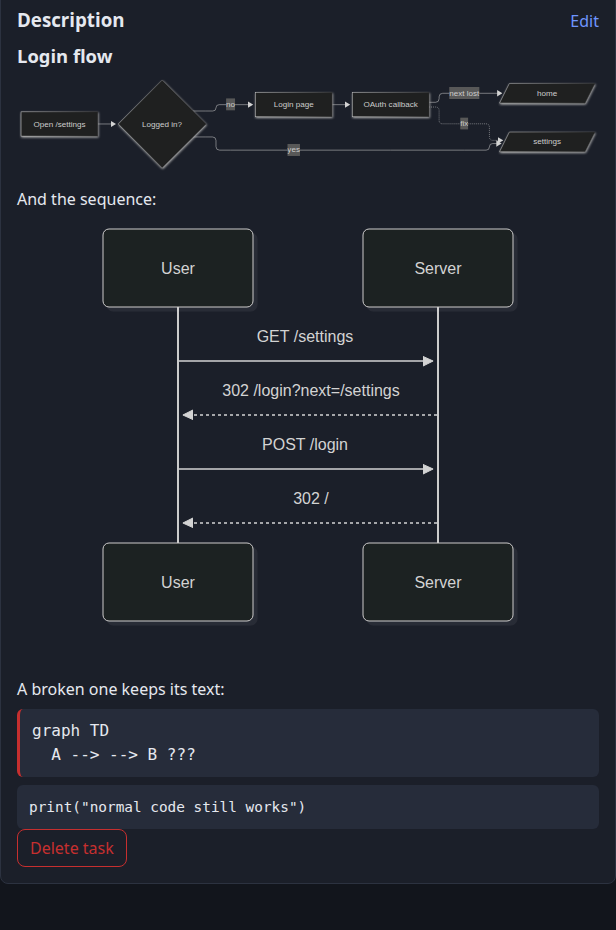 Description
Edit
Login flow
Open /settings
Logged in?
no
Login page
OAuth callback
next lost
home
fix
settings
yes
And the sequence:
User
Server
GET /settings
302 /login?next=/settings
POST /login
302 /
User
Server
A broken one keeps its text:
graph TD
  A --> --> B ???
print("normal code still works")
Delete task